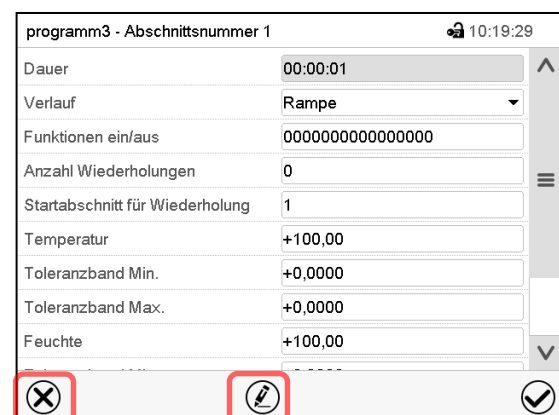 programm3 - Abschnittsnummer 1 10:19:29
Dauer 00:00:01
Verlauf Rampe
Funktionen ein/aus 0000000000000000
Anzahl Wiederholungen 0
Startabschnitt für Wiederholung 1
Temperatur +100,00
Toleranzband Min. +0,0000
Toleranzband Max. +0,0000
Feuchte +100,00